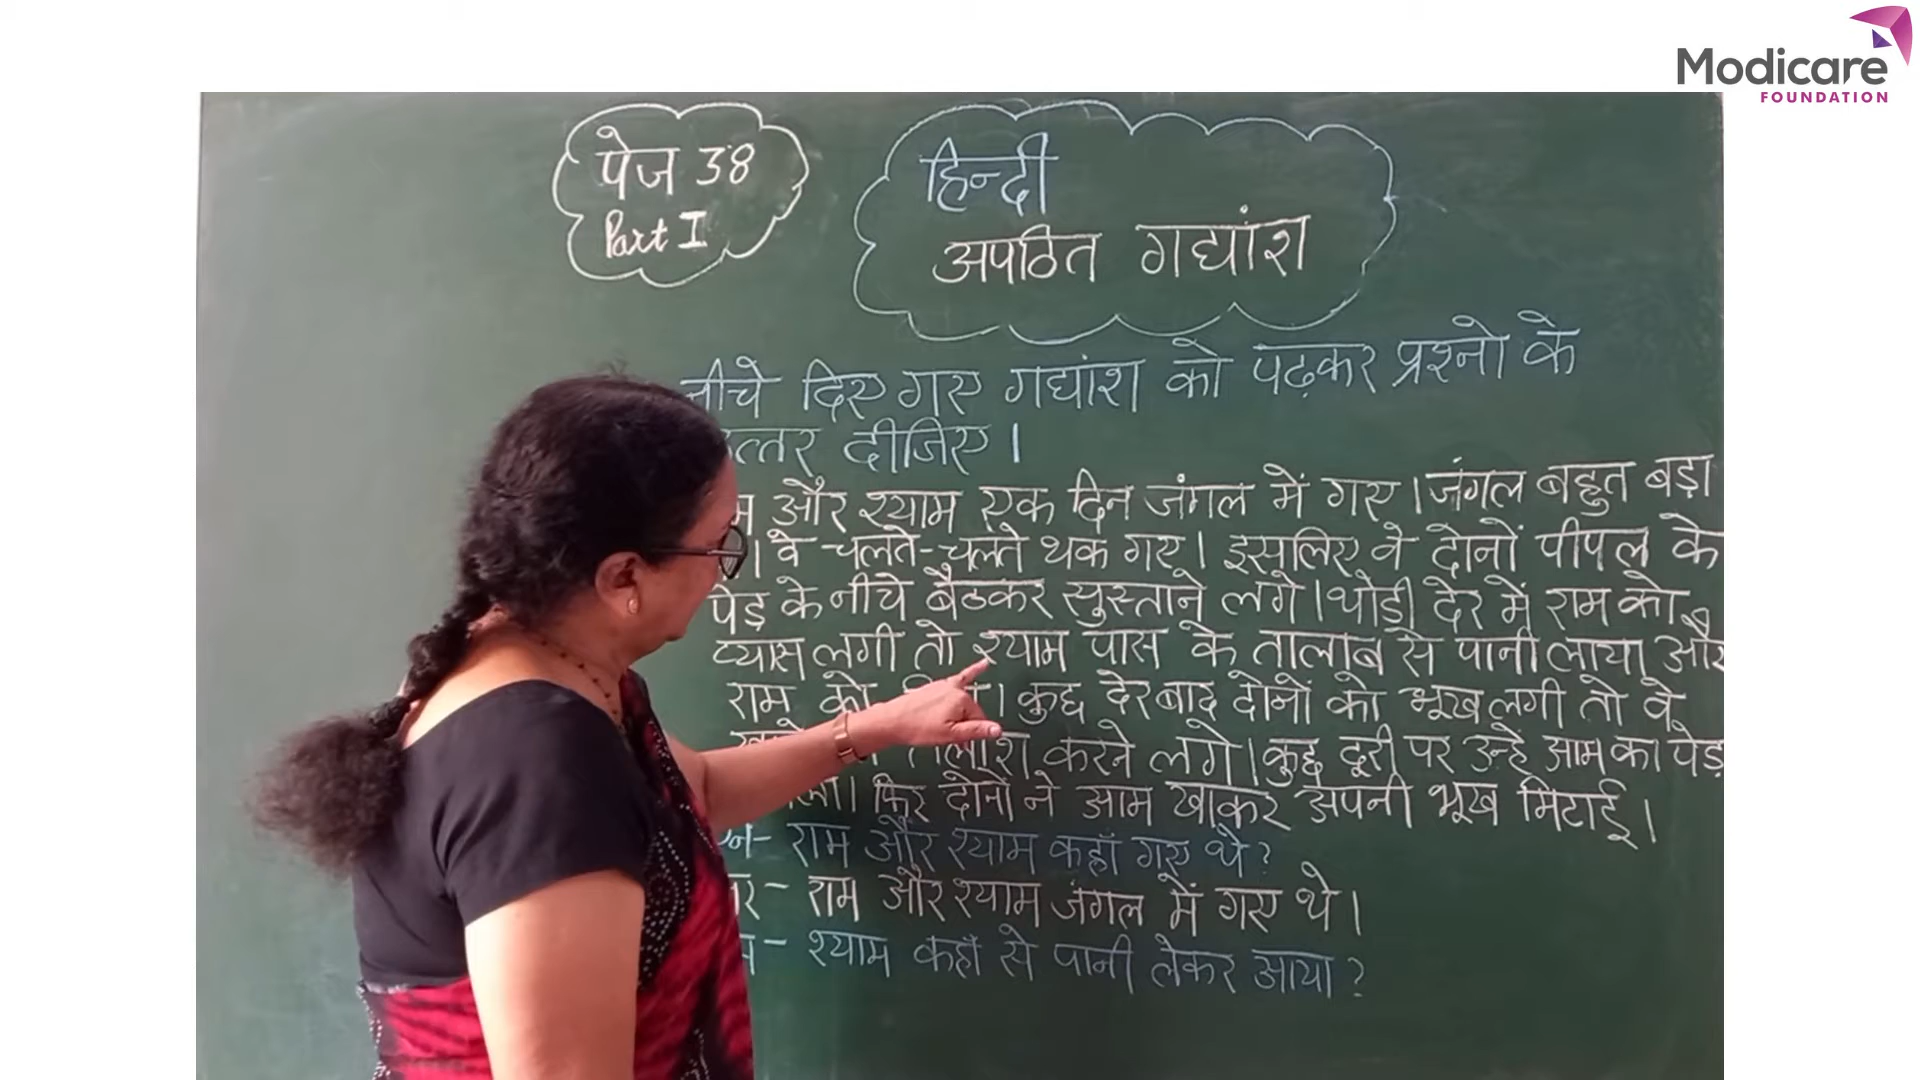 Modicare
FOUNDATION
पेज 38
Part I
हिन्दी
अपठित गद्यांश
नीचे दिए गए गद्यांश को पढ़कर प्रश्नो के
उत्तर दीजिए।
और श्याम एक दिन जंगल में गए। जंगल बहुत बड़ा
। वे चलते-चलते थक गए। इसलिए वे दोनों पीपल के
पेड़ के नीचे बैठकर सुस्ताने लगे। थोड़ी देर में राम को
प्यास लगी तो श्याम पास के तालाब से पानी लाया और
राम को । कुछ देर बाद दोनों को भूख लगी तो वे
तलाश करने लगे। कुछ दूरी पर उन्हे आम का पेड़
। फिर दोनों ने आम खाकर अपनी भूख मिटाई।
- राम और श्याम कहाँ गए थे?
- राम और श्याम जंगल में गए थे।
- श्याम कहाँ से पानी लेकर आया?